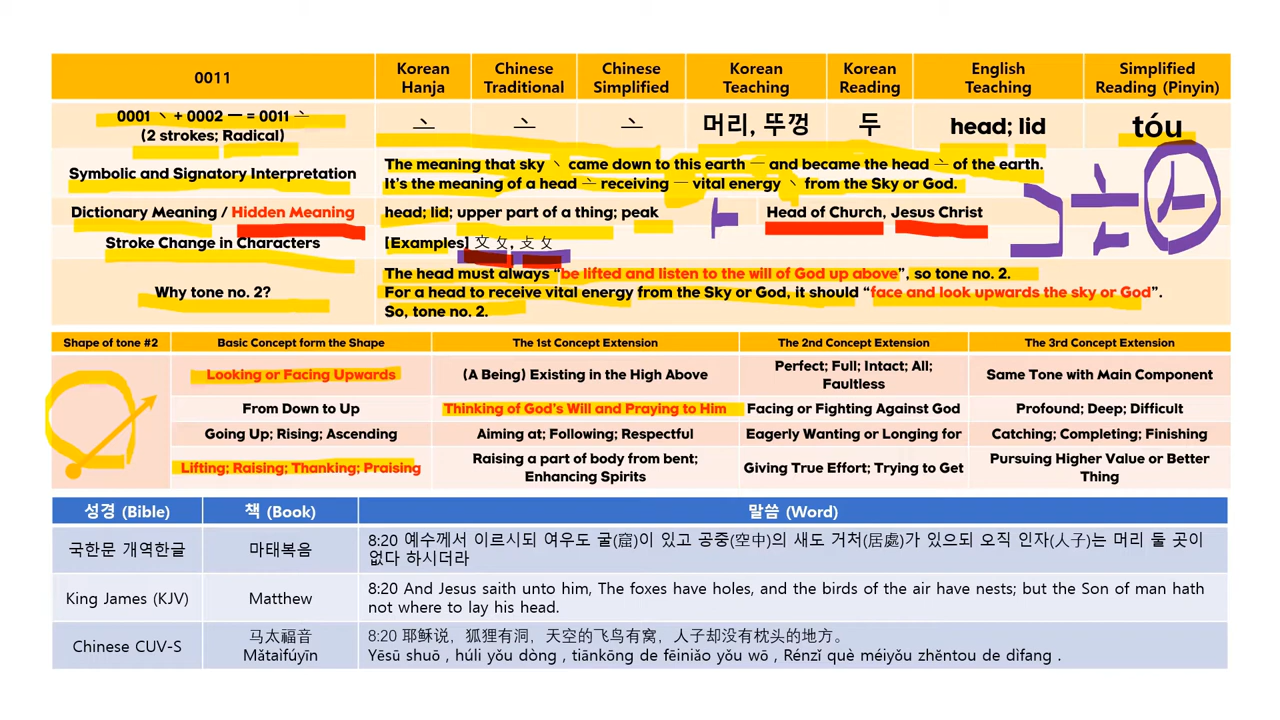 0011
Korean Hanja
Chinese Traditional
Chinese Simplified
Korean Teaching
Korean Reading
English Teaching
Simplified Reading (Pinyin)
0001 丶 + 0002 一 = 0011 亠
(2 strokes; Radical)
亠
亠
亠
머리, 뚜껑
두
head; lid
tóu
Symbolic and Signatory Interpretation
The meaning that sky 丶 came down to this earth 一 and became the head 亠 of the earth.
It's the meaning of a head 亠 receiving 一 vital energy 丶 from the Sky or God.
Dictionary Meaning / Hidden Meaning
head; lid; upper part of a thing; peak
Head of Church, Jesus Christ
Stroke Change in Characters
[Examples] 文 攵, 攴 攵
Why tone no. 2?
The head must always "be lifted and listen to the will of God up above", so tone no. 2.
For a head to receive vital energy from the Sky or God, it should "face and look upwards the sky or God".
So, tone no. 2.
Shape of tone #2
Basic Concept form the Shape
The 1st Concept Extension
The 2nd Concept Extension
The 3rd Concept Extension
Looking or Facing Upwards
(A Being) Existing in the High Above
Perfect; Full; Intact; All;
Faultless
Same Tone with Main Component
From Down to Up
Thinking of God's Will and Praying to Him
Facing or Fighting Against God
Profound; Deep; Difficult
Going Up; Rising; Ascending
Aiming at; Following; Respectful
Eagerly Wanting or Longing for
Catching; Completing; Finishing
Lifting; Raising; Thanking; Praising
Raising a part of body from bent;
Enhancing Spirits
Giving True Effort; Trying to Get
Pursuing Higher Value or Better
Thing
성경 (Bible)
책 (Book)
말씀 (Word)
국한문 개역한글
마태복음
8:20 예수께서 이르시되 여우도 굴(窟)이 있고 공중(空中)의 새도 거처(居處)가 있으되 오직 인자(人子)는 머리 둘 곳이
없다 하시더라
King James (KJV)
Matthew
8:20 And Jesus saith unto him, The foxes have holes, and the birds of the air have nests; but the Son of man hath
not where to lay his head.
Chinese CUV-S
马太福音
Mǎtàifúyīn
8:20 耶稣说，狐狸有洞，天空的飞鸟有窝，人子却没有枕头的地方。
Yēsū shuō , húli yǒu dòng , tiānkōng de fēiniǎo yǒu wō , Rénzǐ què méiyǒu zhěntou de dìfang .